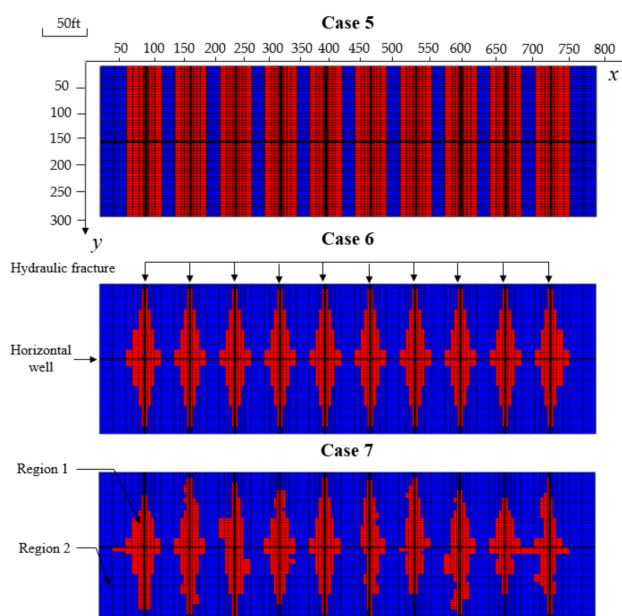 50ft
Case 5
50 100 150 200 250 300 350 400 450 500 550 600 650 700 750 800
x
50
100
150
200
250
300
y
Case 6
Hydraulic fracture
Horizontal
well
Case 7
Region 1
Region 2